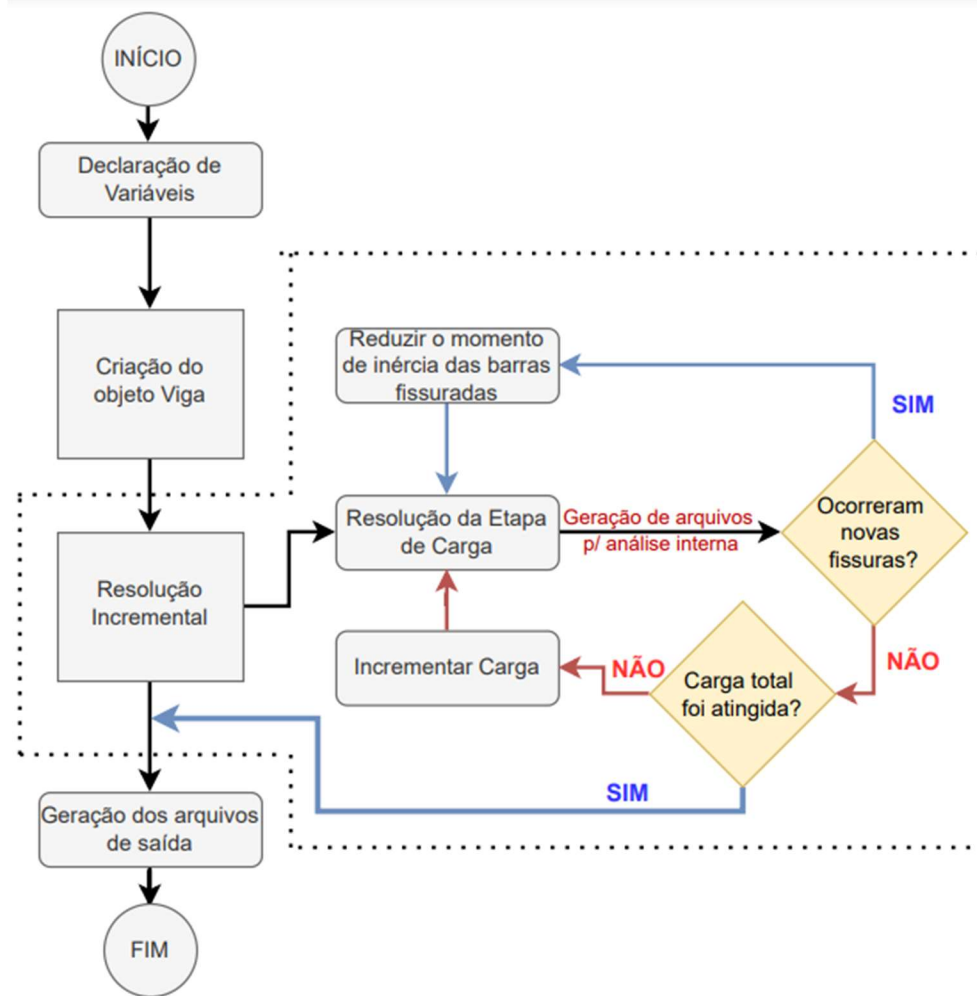 INÍCIO
Declaração de
Variáveis
Criação do
objeto Viga
Resolução
Incremental
Reduzir o momento
de inércia das barras
fissuradas
SIM
Resolução da Etapa
de Carga
Geração de arquivos
p/ análise interna
Ocorreram
novas
fissuras?
NÃO
Carga total
foi atingida?
NÃO
Incrementar Carga
SIM
Geração dos arquivos
de saída
FIM